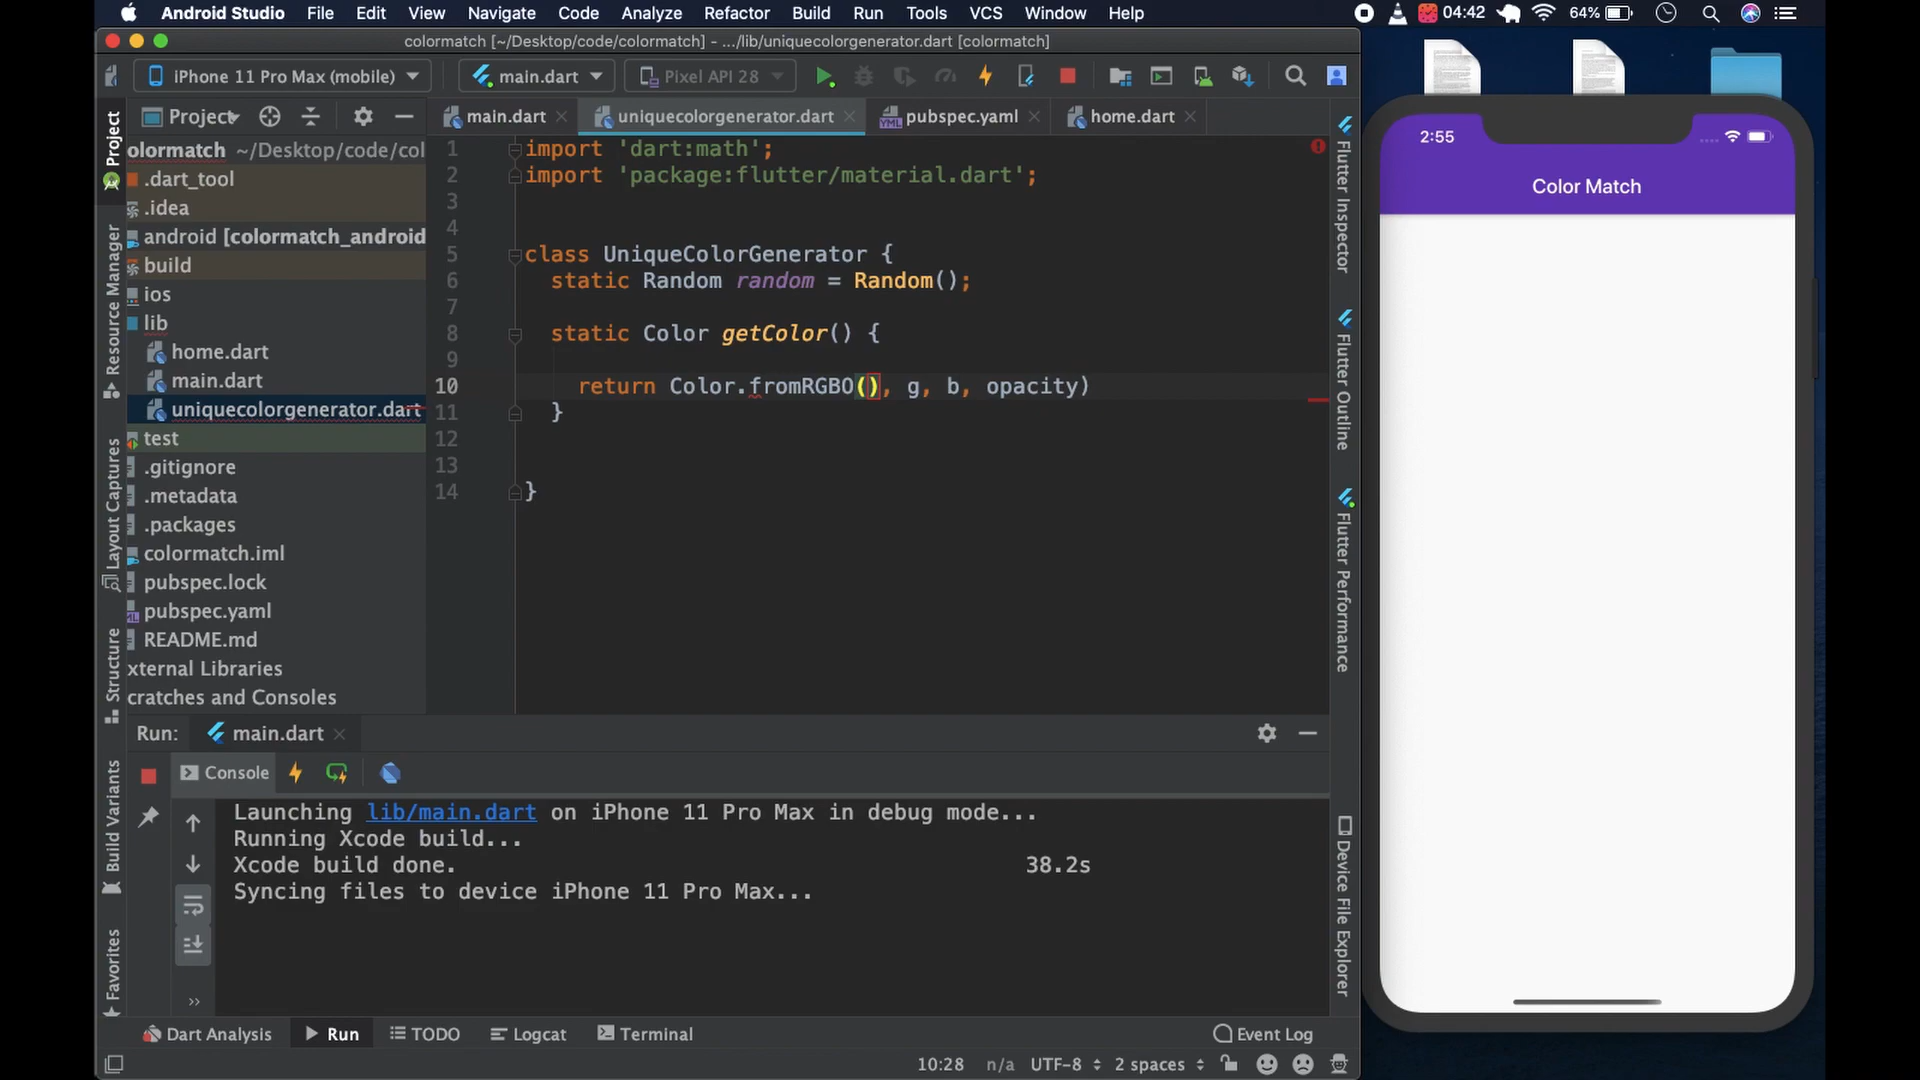 Android Studio File Edit View Navigate Code Analyze Refactor Build Run Tools VCS Window Help 04:42 64%
colormatch [~/Desktop/code/colormatch] - .../lib/uniquecolorgenerator.dart [colormatch]
iPhone 11 Pro Max (mobile) main.dart Pixel API 28
Project main.dart uniquecolorgenerator.dart pubspec.yaml home.dart
olormatch ~/Desktop/code/col
.dart_tool
.idea
android [colormatch_android
build
ios
lib
home.dart
main.dart
uniquecolorgenerator.dart
test
.gitignore
.metadata
.packages
colormatch.iml
pubspec.lock
pubspec.yaml
README.md
xternal Libraries
cratches and Consoles
1 import 'dart:math';
2 import 'package:flutter/material.dart';
3
4
5 class UniqueColorGenerator {
6 static Random random = Random();
7
8 static Color getColor() {
9
10 return Color.fromRGBO(), g, b, opacity)
11 }
12
13
14 }
Project
Resource Manager
Layout Captures
Structure
Build Variants
Favorites
Flutter Inspector
Flutter Outline
Flutter Performance
Device File Explorer
2:55
Color Match
Run: main.dart
Console
Launching lib/main.dart on iPhone 11 Pro Max in debug mode...
Running Xcode build...
Xcode build done. 38.2s
Syncing files to device iPhone 11 Pro Max...
Dart Analysis Run TODO Logcat Terminal Event Log
10:28 n/a UTF-8 2 spaces